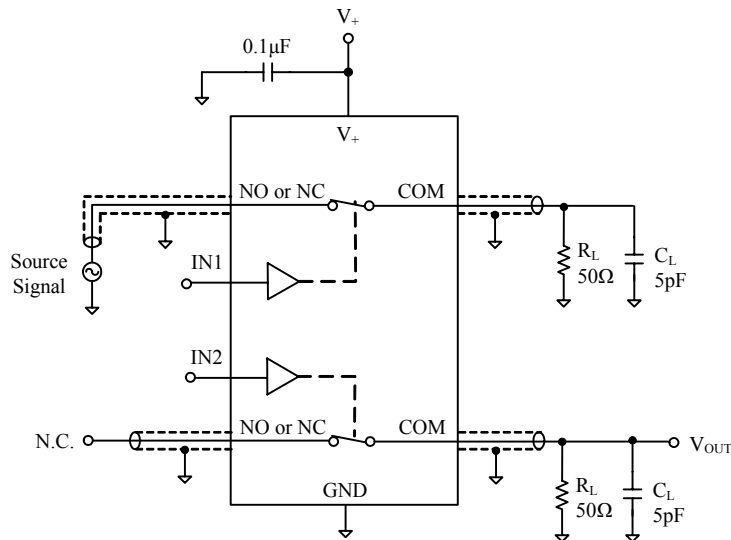 V+
0.1μF
V+
NO or NC
COM
Source
Signal
IN1
RL
50Ω
CL
5pF
IN2
N.C.
NO or NC
COM
VOUT
GND
RL
50Ω
CL
5pF